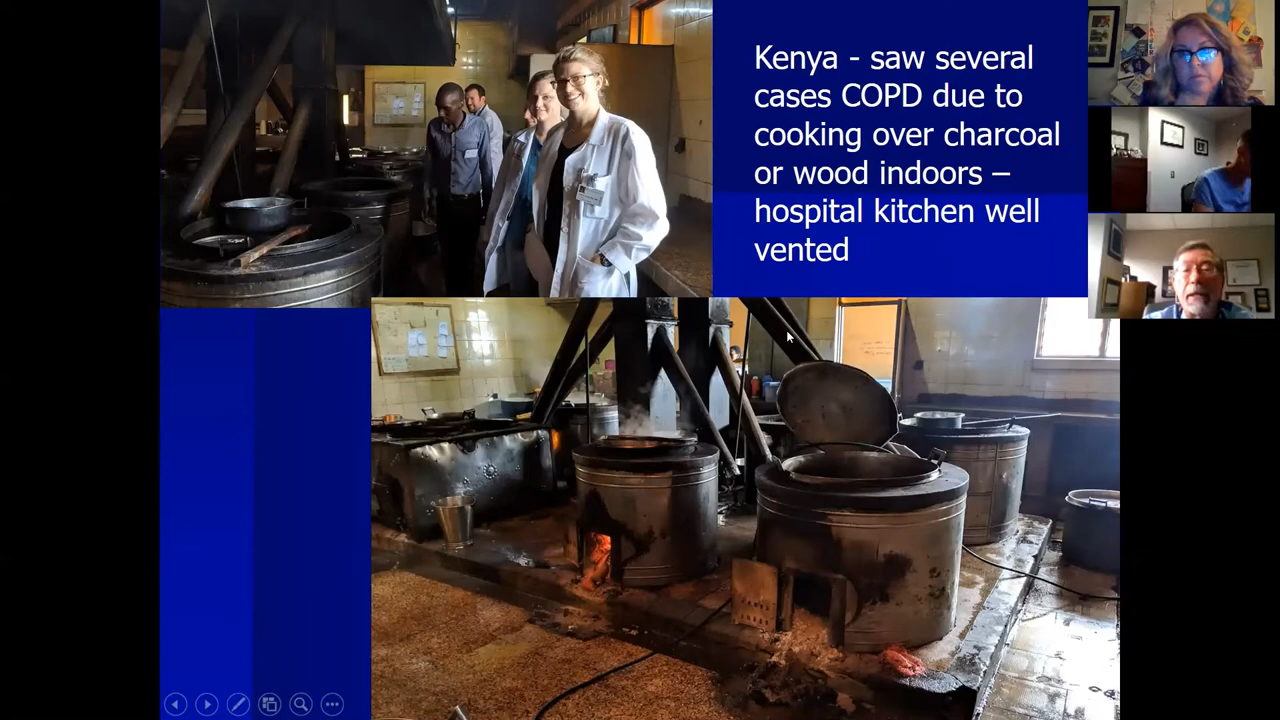 Kenya - saw several
cases COPD due to
cooking over charcoal
or wood indoors –
hospital kitchen well
vented